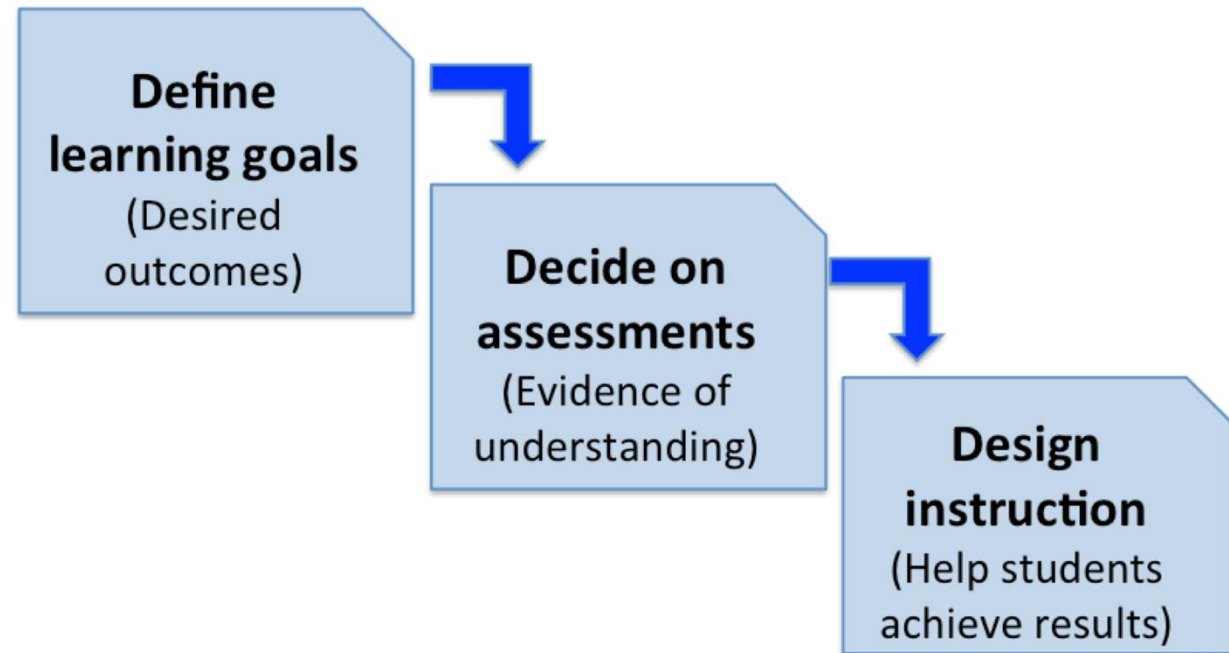 Define
learning goals
(Desired
outcomes)
Decide on
assessments
(Evidence of
understanding)
Design
instruction
(Help students
achieve results)